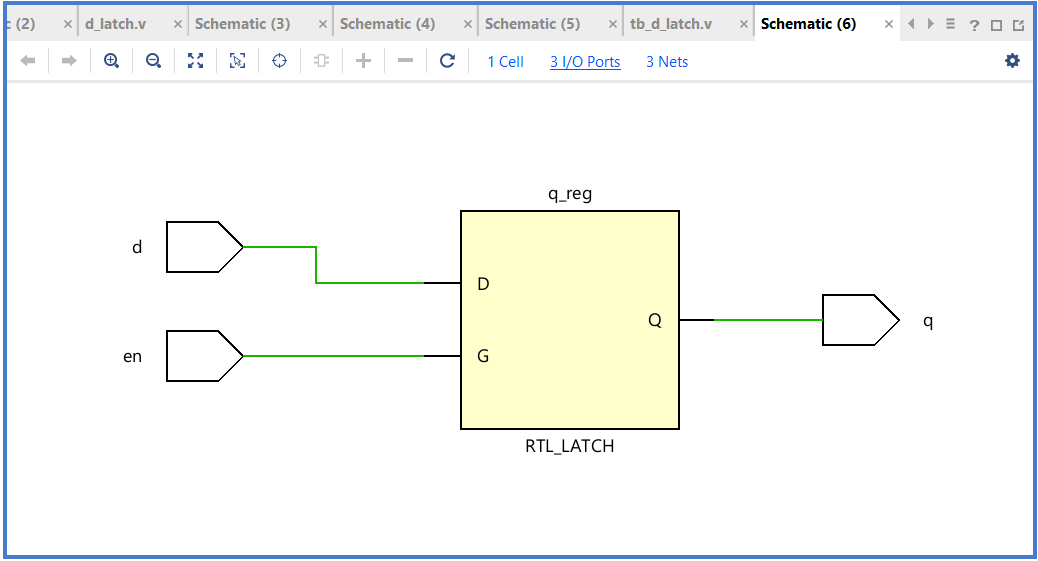 c (2) d_latch.v Schematic (3) Schematic (4) Schematic (5) tb_d_latch.v Schematic (6)
1 Cell 3 I/O Ports 3 Nets
q_reg
d
D
Q
q
en
G
RTL_LATCH